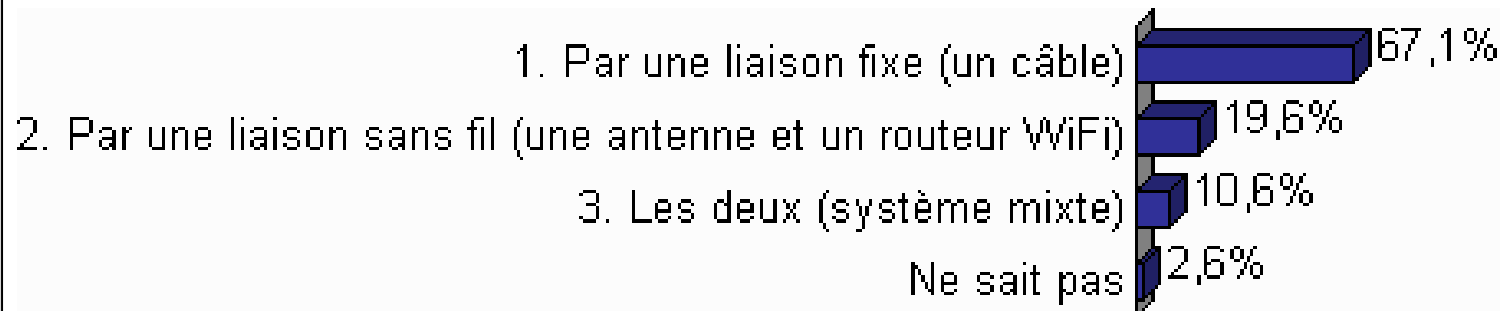 1. Par une liaison fixe (un câble) 67,1%
2. Par une liaison sans fil (une antenne et un routeur WiFi) 19,6%
3. Les deux (système mixte) 10,6%
Ne sait pas 2,6%